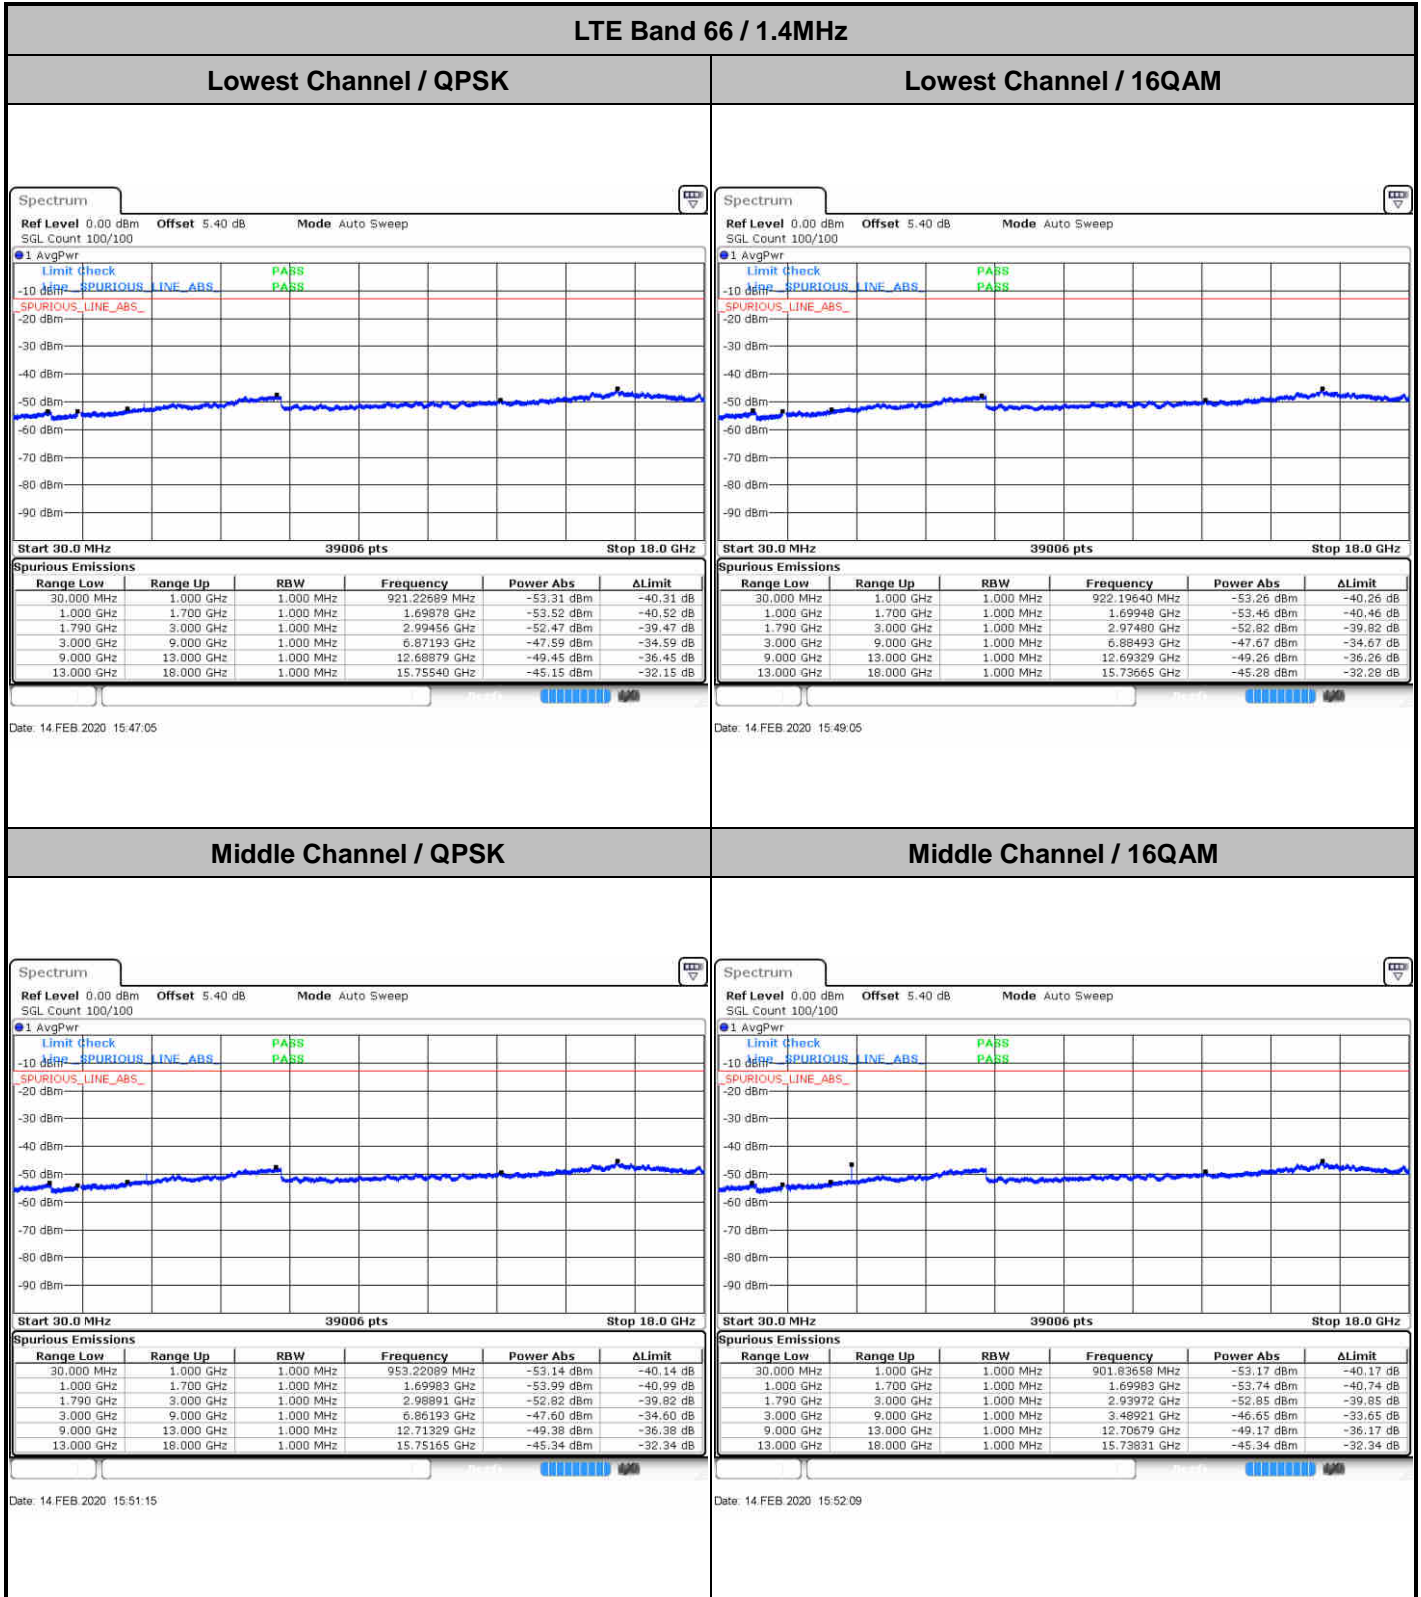 LTE Band 66 / 1.4MHz
Lowest Channel / QPSK
Lowest Channel / 16QAM
Spectrum
Ref Level 0.00 dBm Offset 5.40 dB Mode Auto Sweep
SGL Count 100/100
1 AvgPwr
Limit Check PASS
Line _SPURIOUS_LINE_ABS_ PASS
-10 dBm
_SPURIOUS_LINE_ABS_
-20 dBm
-30 dBm
-40 dBm
-50 dBm
-60 dBm
-70 dBm
-80 dBm
-90 dBm
Start 30.0 MHz 39006 pts Stop 18.0 GHz
Spurious Emissions
Range Low Range Up RBW Frequency Power Abs ΔLimit
30.000 MHz 1.000 GHz 1.000 MHz 921.22689 MHz -53.31 dBm -40.31 dB
1.000 GHz 1.700 GHz 1.000 MHz 1.69878 GHz -53.52 dBm -40.52 dB
1.790 GHz 3.000 GHz 1.000 MHz 2.99456 GHz -52.47 dBm -39.47 dB
3.000 GHz 9.000 GHz 1.000 MHz 6.87193 GHz -47.59 dBm -34.59 dB
9.000 GHz 13.000 GHz 1.000 MHz 12.68879 GHz -49.45 dBm -36.45 dB
13.000 GHz 18.000 GHz 1.000 MHz 15.75540 GHz -45.15 dBm -32.15 dB
Date: 14.FEB.2020 15:47:05
Spectrum
Ref Level 0.00 dBm Offset 5.40 dB Mode Auto Sweep
SGL Count 100/100
1 AvgPwr
Limit Check PASS
Line _SPURIOUS_LINE_ABS_ PASS
-10 dBm
_SPURIOUS_LINE_ABS_
-20 dBm
-30 dBm
-40 dBm
-50 dBm
-60 dBm
-70 dBm
-80 dBm
-90 dBm
Start 30.0 MHz 39006 pts Stop 18.0 GHz
Spurious Emissions
Range Low Range Up RBW Frequency Power Abs ΔLimit
30.000 MHz 1.000 GHz 1.000 MHz 922.19640 MHz -53.26 dBm -40.26 dB
1.000 GHz 1.700 GHz 1.000 MHz 1.69948 GHz -53.46 dBm -40.46 dB
1.790 GHz 3.000 GHz 1.000 MHz 2.97480 GHz -52.82 dBm -39.82 dB
3.000 GHz 9.000 GHz 1.000 MHz 6.88493 GHz -47.67 dBm -34.67 dB
9.000 GHz 13.000 GHz 1.000 MHz 12.69329 GHz -49.26 dBm -36.26 dB
13.000 GHz 18.000 GHz 1.000 MHz 15.73665 GHz -45.28 dBm -32.28 dB
Date: 14.FEB.2020 15:49:05
Middle Channel / QPSK
Middle Channel / 16QAM
Spectrum
Ref Level 0.00 dBm Offset 5.40 dB Mode Auto Sweep
SGL Count 100/100
1 AvgPwr
Limit Check PASS
Line _SPURIOUS_LINE_ABS_ PASS
-10 dBm
_SPURIOUS_LINE_ABS_
-20 dBm
-30 dBm
-40 dBm
-50 dBm
-60 dBm
-70 dBm
-80 dBm
-90 dBm
Start 30.0 MHz 39006 pts Stop 18.0 GHz
Spurious Emissions
Range Low Range Up RBW Frequency Power Abs ΔLimit
30.000 MHz 1.000 GHz 1.000 MHz 953.22089 MHz -53.14 dBm -40.14 dB
1.000 GHz 1.700 GHz 1.000 MHz 1.69983 GHz -53.99 dBm -40.99 dB
1.790 GHz 3.000 GHz 1.000 MHz 2.98891 GHz -52.82 dBm -39.82 dB
3.000 GHz 9.000 GHz 1.000 MHz 6.86193 GHz -47.60 dBm -34.60 dB
9.000 GHz 13.000 GHz 1.000 MHz 12.71329 GHz -49.38 dBm -36.38 dB
13.000 GHz 18.000 GHz 1.000 MHz 15.75165 GHz -45.34 dBm -32.34 dB
Date: 14.FEB.2020 15:51:15
Spectrum
Ref Level 0.00 dBm Offset 5.40 dB Mode Auto Sweep
SGL Count 100/100
1 AvgPwr
Limit Check PASS
Line _SPURIOUS_LINE_ABS_ PASS
-10 dBm
_SPURIOUS_LINE_ABS_
-20 dBm
-30 dBm
-40 dBm
-50 dBm
-60 dBm
-70 dBm
-80 dBm
-90 dBm
Start 30.0 MHz 39006 pts Stop 18.0 GHz
Spurious Emissions
Range Low Range Up RBW Frequency Power Abs ΔLimit
30.000 MHz 1.000 GHz 1.000 MHz 901.83658 MHz -53.17 dBm -40.17 dB
1.000 GHz 1.700 GHz 1.000 MHz 1.69983 GHz -53.74 dBm -40.74 dB
1.790 GHz 3.000 GHz 1.000 MHz 2.93972 GHz -52.85 dBm -39.85 dB
3.000 GHz 9.000 GHz 1.000 MHz 3.48921 GHz -46.65 dBm -33.65 dB
9.000 GHz 13.000 GHz 1.000 MHz 12.70679 GHz -49.17 dBm -36.17 dB
13.000 GHz 18.000 GHz 1.000 MHz 15.73831 GHz -45.34 dBm -32.34 dB
Date: 14.FEB.2020 15:52:09